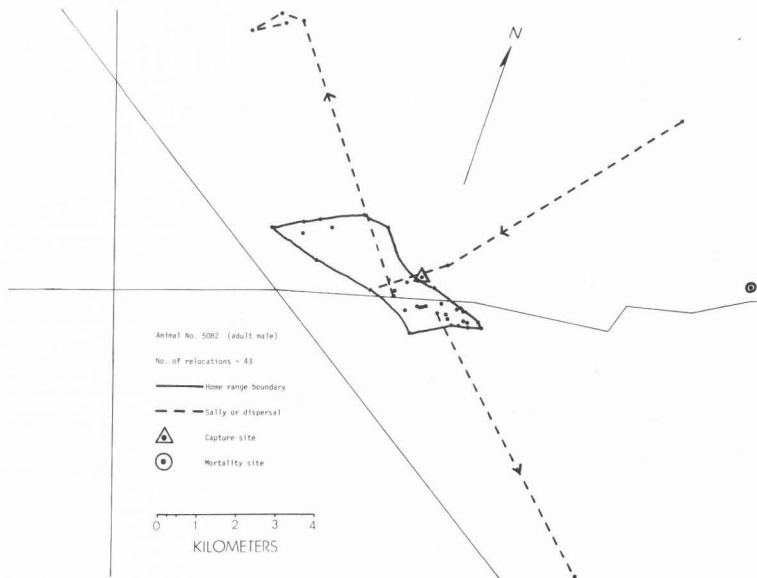 N
Animal No. 5082 (adult male)
No. of relocations = 43
Home range boundary
Sally or dispersal
Capture site
Mortality site
0 1 2 3 4
KILOMETERS